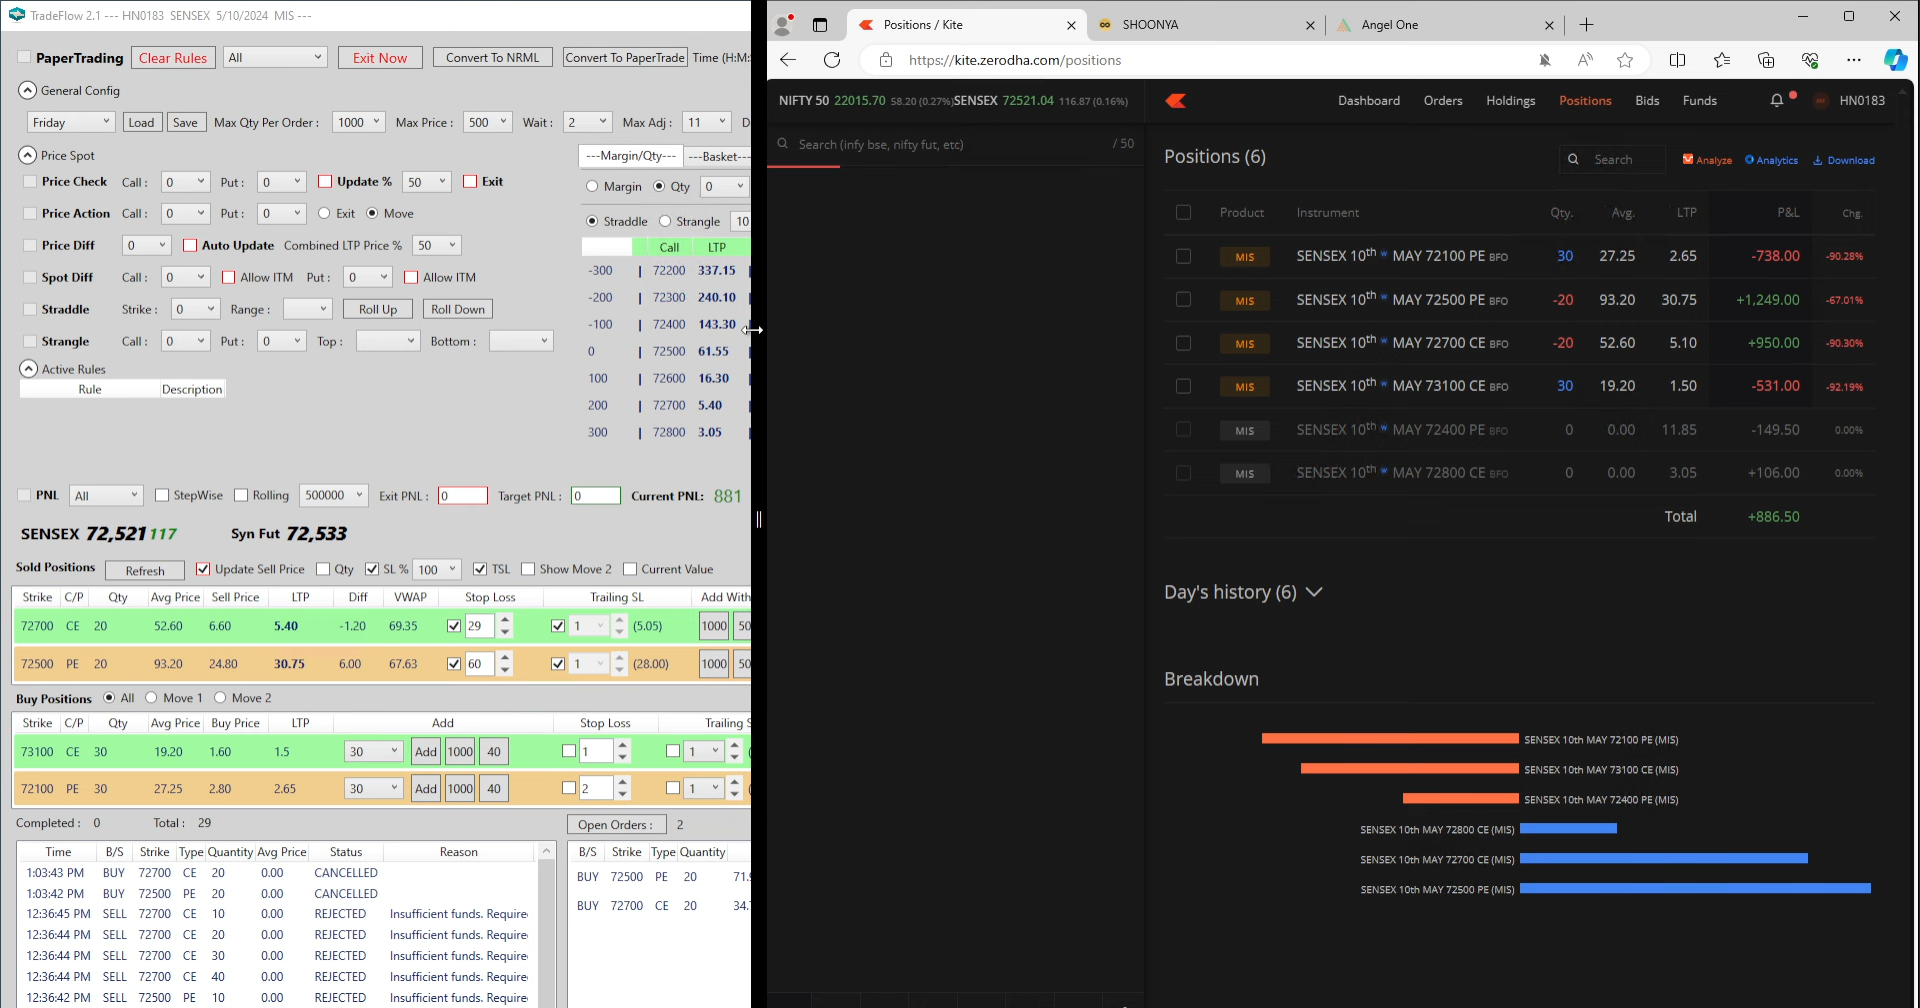 TradeFlow 2.1 --- HN0183 SENSEX 5/10/2024 MIS ---
PaperTrading Clear Rules All Exit Now Convert To NRML Convert To PaperTrade Time (H:M:
General Config
Friday Load Save Max Qty Per Order : 1000 Max Price : 500 Wait : 2 Max Adj : 11 D
Price Spot
Price Check Call : 0 Put : 0 Update % 50 Exit
Price Action Call : 0 Put : 0 Exit Move
Price Diff 0 Auto Update Combined LTP Price % 50
Spot Diff Call : 0 Allow ITM Put : 0 Allow ITM
Straddle Strike : 0 Range : Roll Up Roll Down
Strangle Call : 0 Put : 0 Top : Bottom :
Active Rules
Rule Description
---Margin/Qty--- --Basket--
Margin Qty 0
Straddle Strangle 10
Call LTP
-300 | 72200 337.15 |
-200 | 72300 240.10 |
-100 | 72400 143.30
0 | 72500 61.55 |
100 | 72600 16.30 |
200 | 72700 5.40 |
300 | 72800 3.05 |
PNL All StepWise Rolling 500000 Exit PNL : 0 Target PNL : 0 Current PNL: 881
SENSEX 72,521 117 Syn Fut 72,533
Sold Positions Refresh Update Sell Price Qty SL % 100 TSL Show Move 2 Current Value
Strike C/P Qty Avg Price Sell Price LTP Diff VWAP Stop Loss Trailing SL Add With
72700 CE 20 52.60 6.60 5.40 -1.20 69.35 29 1 (5.05) 1000 50
72500 PE 20 93.20 24.80 30.75 6.00 67.63 60 1 (28.00) 1000 50
Buy Positions All Move 1 Move 2
Strike C/P Qty Avg Price Buy Price LTP Add Stop Loss Trailing S
73100 CE 30 19.20 1.60 1.5 30 Add 1000 40 1 1 (
72100 PE 30 27.25 2.80 2.65 30 Add 1000 40 2 1 (
Completed : 0 Total : 29
Open Orders : 2
Time B/S Strike Type Quantity Avg Price Status Reason
1:03:43 PM BUY 72700 CE 20 0.00 CANCELLED
1:03:42 PM BUY 72500 PE 20 0.00 CANCELLED
12:36:45 PM SELL 72700 CE 10 0.00 REJECTED Insufficient funds. Require
12:36:44 PM SELL 72700 CE 20 0.00 REJECTED Insufficient funds. Require
12:36:44 PM SELL 72700 CE 30 0.00 REJECTED Insufficient funds. Require
12:36:44 PM SELL 72700 CE 40 0.00 REJECTED Insufficient funds. Require
12:36:42 PM SELL 72500 PE 10 0.00 REJECTED Insufficient funds. Require
B/S Strike Type Quantity
BUY 72500 PE 20 71.9
BUY 72700 CE 20 34.
Positions / Kite SHOONYA Angel One
https://kite.zerodha.com/positions
NIFTY 50 22015.70 58.20 (0.27%) SENSEX 72521.04 116.87 (0.16%)
Dashboard Orders Holdings Positions Bids Funds HN0183
Search (infy bse, nifty fut, etc) / 50
Positions (6) Search Analyze Analytics Download
Product Instrument Qty. Avg. LTP P&L Chg.
MIS SENSEX 10th w MAY 72100 PE BFO 30 27.25 2.65 -738.00 -90.28%
MIS SENSEX 10th w MAY 72500 PE BFO -20 93.20 30.75 +1,249.00 -67.01%
MIS SENSEX 10th w MAY 72700 CE BFO -20 52.60 5.10 +950.00 -90.30%
MIS SENSEX 10th w MAY 73100 CE BFO 30 19.20 1.50 -531.00 -92.19%
MIS SENSEX 10th w MAY 72400 PE BFO 0 0.00 11.85 -149.50 0.00%
MIS SENSEX 10th w MAY 72800 CE BFO 0 0.00 3.05 +106.00 0.00%
Total +886.50
Day's history (6)
Breakdown
SENSEX 10th MAY 72100 PE (MIS)
SENSEX 10th MAY 73100 CE (MIS)
SENSEX 10th MAY 72400 PE (MIS)
SENSEX 10th MAY 72800 CE (MIS)
SENSEX 10th MAY 72700 CE (MIS)
SENSEX 10th MAY 72500 PE (MIS)